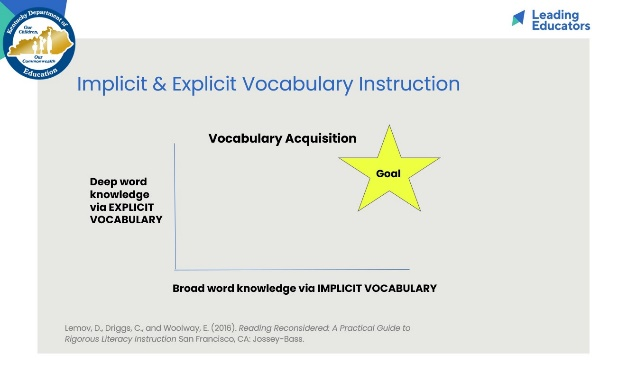 Kentucky Department of
Our
Children,
Our
Commonwealth
Education
Leading
Educators
Implicit & Explicit Vocabulary Instruction
Vocabulary Acquisition
Goal
Deep word
knowledge
via EXPLICIT
VOCABULARY
Broad word knowledge via IMPLICIT VOCABULARY
Lemov, D., Driggs, C., and Woolway, E. (2016). Reading Reconsidered: A Practical Guide to
Rigorous Literacy Instruction San Francisco, CA: Jossey-Bass.